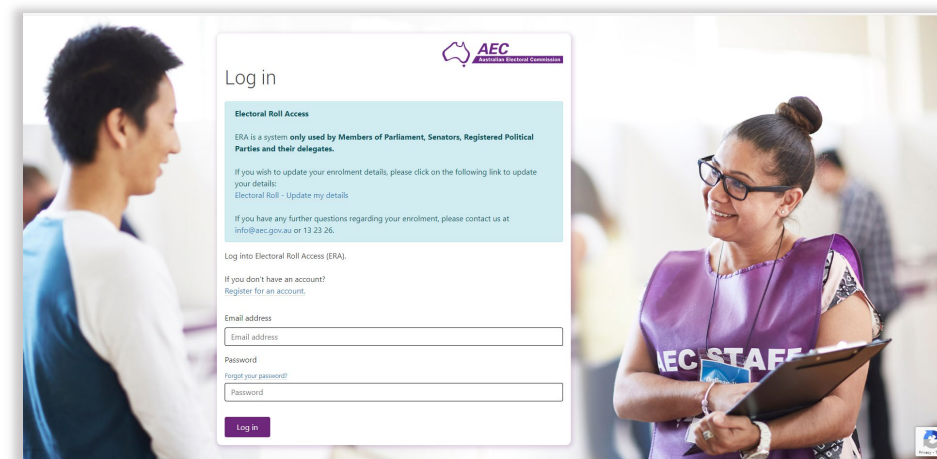 AEC
Australian Electoral Commission
Log in
Electoral Roll Access
ERA is a system only used by Members of Parliament, Senators, Registered Political
Parties and their delegates.
If you wish to update your enrolment details, please click on the following link to update
your details:
Electoral Roll - Update my details
If you have any further questions regarding your enrolment, please contact us at
info@aec.gov.au or 13 23 26.
Log into Electoral Roll Access (ERA).
If you don't have an account?
Register for an account.
Email address
Email address
Password
Forgot your password?
Password
Log in
AEC STAFF
Privacy